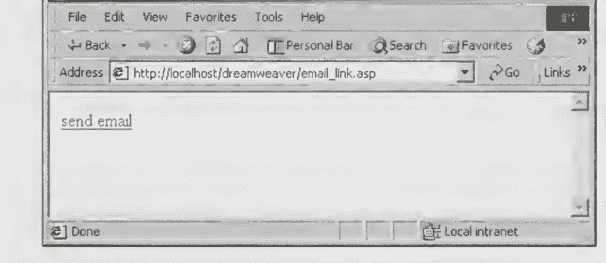 File Edit View Favorites Tools Help
Back Personal Bar Search Favorites »
Address http://localhost/dreamweaver/email_link.asp Go Links »
send email
Done Local intranet